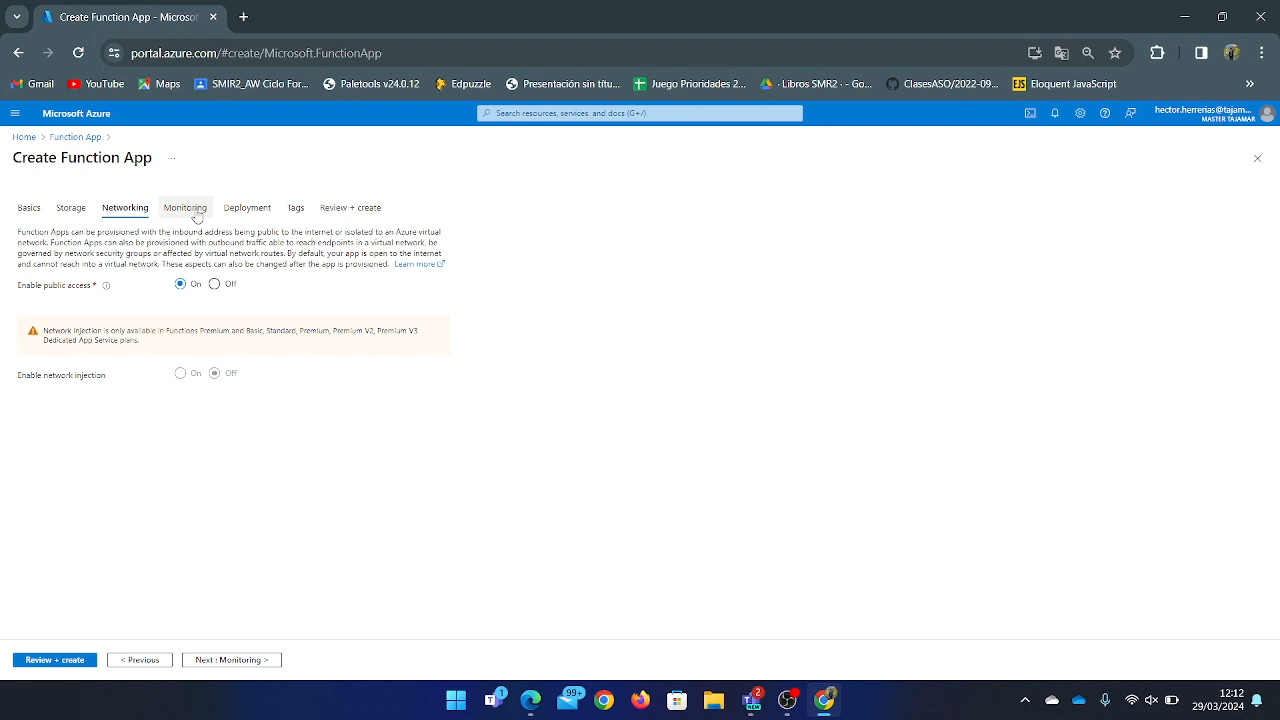 Create Function App - Microsof
portal.azure.com/#create/Microsoft.FunctionApp
Gmail
YouTube
Maps
SMIR2_AW Ciclo For...
Paletools v24.0.12
Edpuzzle
Presentación sin títu...
Juego Prioridades 2...
- Libros SMR2 - - Go...
ClasesASO/2022-09...
Eloquent JavaScript
Microsoft Azure
Search resources, services, and docs (G+/)
hector.herrerias@tajam...
MASTER TAJAMAR
Home > Function App >
Create Function App ...
Basics Storage Networking Monitoring Deployment Tags Review + create
Function Apps can be provisioned with the inbound address being public to the internet or isolated to an Azure virtual
network. Function Apps can also be provisioned with outbound traffic able to reach endpoints in a virtual network, be
governed by network security groups or affected by virtual network routes. By default, your app is open to the internet
and cannot reach into a virtual network. These aspects can also be changed after the app is provisioned. Learn more
Enable public access * On Off
Network injection is only available in Functions Premium and Basic, Standard, Premium, Premium V2, Premium V3
Dedicated App Service plans.
Enable network injection On Off
Review + create < Previous Next : Monitoring >
1
99+
2
NEW
12:12
29/03/2024